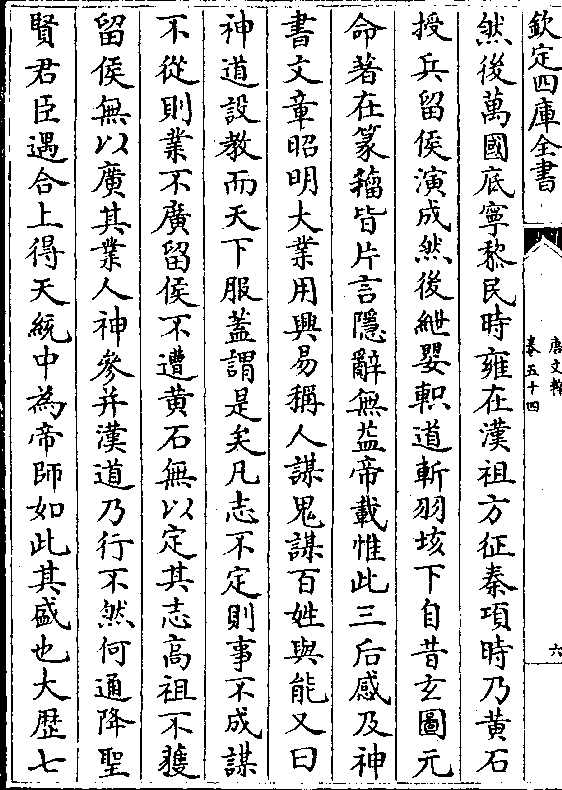 欽定四庫全書
唐文粹
卷五十四
六
然後萬國底寧黎民時雍在漢祖方征秦項時乃黄石
授兵留侯演成然後紲嬰軹道斬羽垓下自昔玄圖元
命著在篆籕皆片言隱辭無益帝載惟此三后感及神
書文章昭明大業用興易稱人謀鬼謀百姓與能又曰
神道設教而天下服蓋謂是矣凡志不定則事不成謀
不從則業不廣留侯不遭黄石無以定其志高祖不獲
留侯無以廣其業人神參并漢道乃行不然何通降聖
賢君臣遇合上得天統中為帝師如此其盛也大歴七